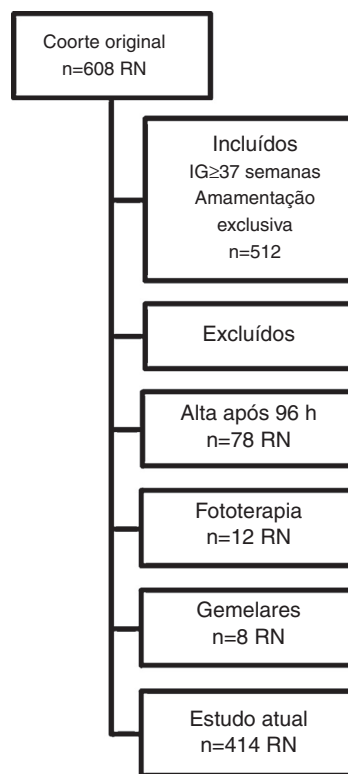 Coorte original
n=608 RN
Incluídos
IG≥37 semanas
Amamentação
exclusiva
n=512
Excluídos
Alta após 96 h
n=78 RN
Fototerapia
n=12 RN
Gemelares
n=8 RN
Estudo atual
n=414 RN